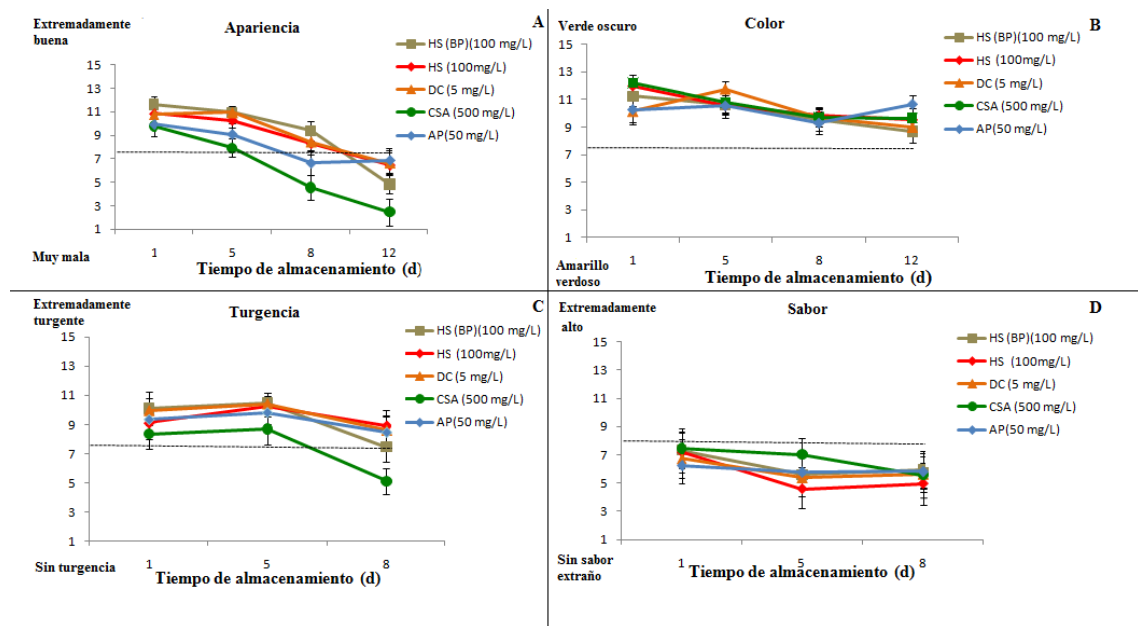 Extremadamente
buena
Apariencia
A
HS (BP)(100 mg/L)
HS (100mg/L)
DC (5 mg/L)
CSA (500 mg/L)
AP(50 mg/L)
15
13
11
9
7
5
3
1
Muy mala
1
5
8
12
Tiempo de almacenamiento (d)
Verde oscuro
Color
B
HS (BP)(100 mg/L)
HS (100mg/L)
DC (5 mg/L)
CSA (500 mg/L)
AP(50 mg/L)
15
13
11
9
7
5
3
1
Amarillo
verdoso
1
5
8
12
Tiempo de almacenamiento (d)
Extremadamente
turgente
Turgencia
C
HS (BP)(100 mg/L)
HS (100mg/L)
DC (5 mg/L)
CSA (500 mg/L)
AP(50 mg/L)
15
13
11
9
7
5
3
1
Sin turgencia
1
5
8
Tiempo de almacenamiento (d)
Extremadamente
alto
Sabor
D
HS (BP)(100 mg/L)
HS (100mg/L)
DC (5 mg/L)
CSA (500 mg/L)
AP(50 mg/L)
15
13
11
9
7
5
3
1
Sin sabor
extraño
1
5
8
Tiempo de almacenamiento (d)